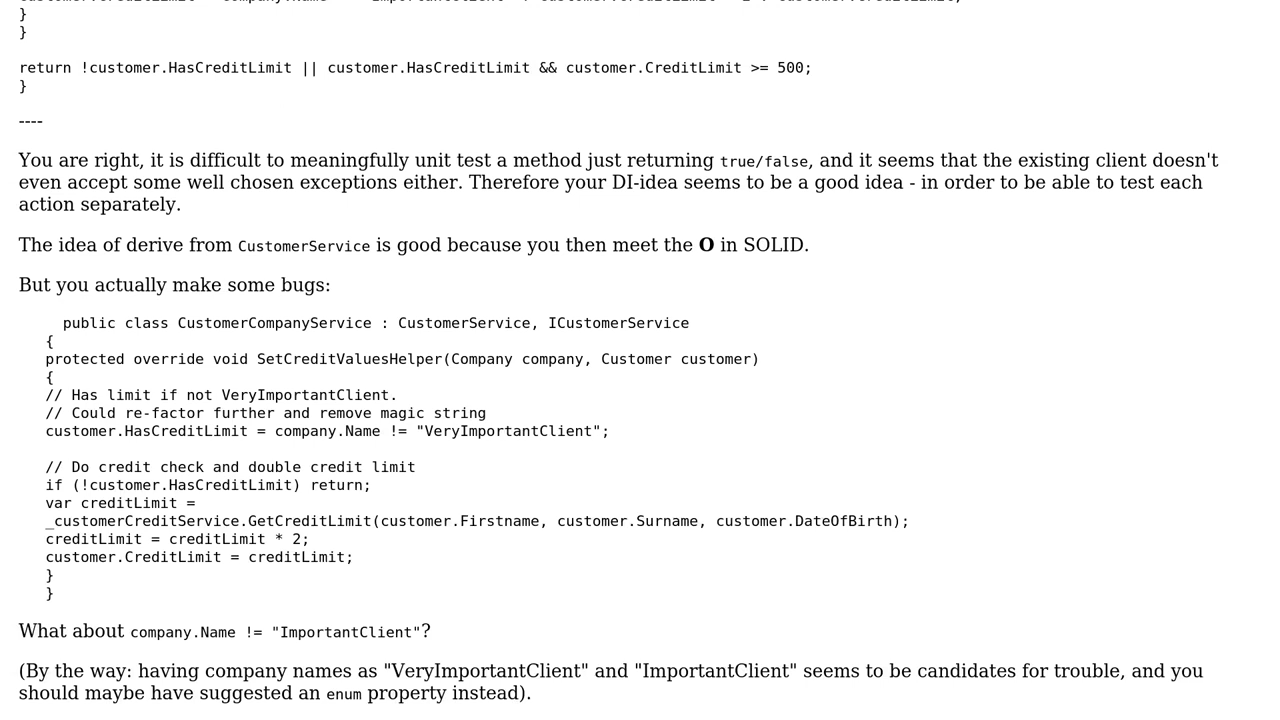 }
}
return !customer.HasCreditLimit || customer.HasCreditLimit && customer.CreditLimit >= 500;
}
----
You are right, it is difficult to meaningfully unit test a method just returning true/false, and it seems that the existing client doesn't
even accept some well chosen exceptions either. Therefore your DI-idea seems to be a good idea - in order to be able to test each
action separately.
The idea of derive from CustomerService is good because you then meet the O in SOLID.
But you actually make some bugs:
public class CustomerCompanyService : CustomerService, ICustomerService
{
protected override void SetCreditValuesHelper(Company company, Customer customer)
{
// Has limit if not VeryImportantClient.
// Could re-factor further and remove magic string
customer.HasCreditLimit = company.Name != "VeryImportantClient";
// Do credit check and double credit limit
if (!customer.HasCreditLimit) return;
var creditLimit =
_customerCreditService.GetCreditLimit(customer.Firstname, customer.Surname, customer.DateOfBirth);
creditLimit = creditLimit * 2;
customer.CreditLimit = creditLimit;
}
}
What about company.Name != "ImportantClient"?
(By the way: having company names as "VeryImportantClient" and "ImportantClient" seems to be candidates for trouble, and you
should maybe have suggested an enum property instead).